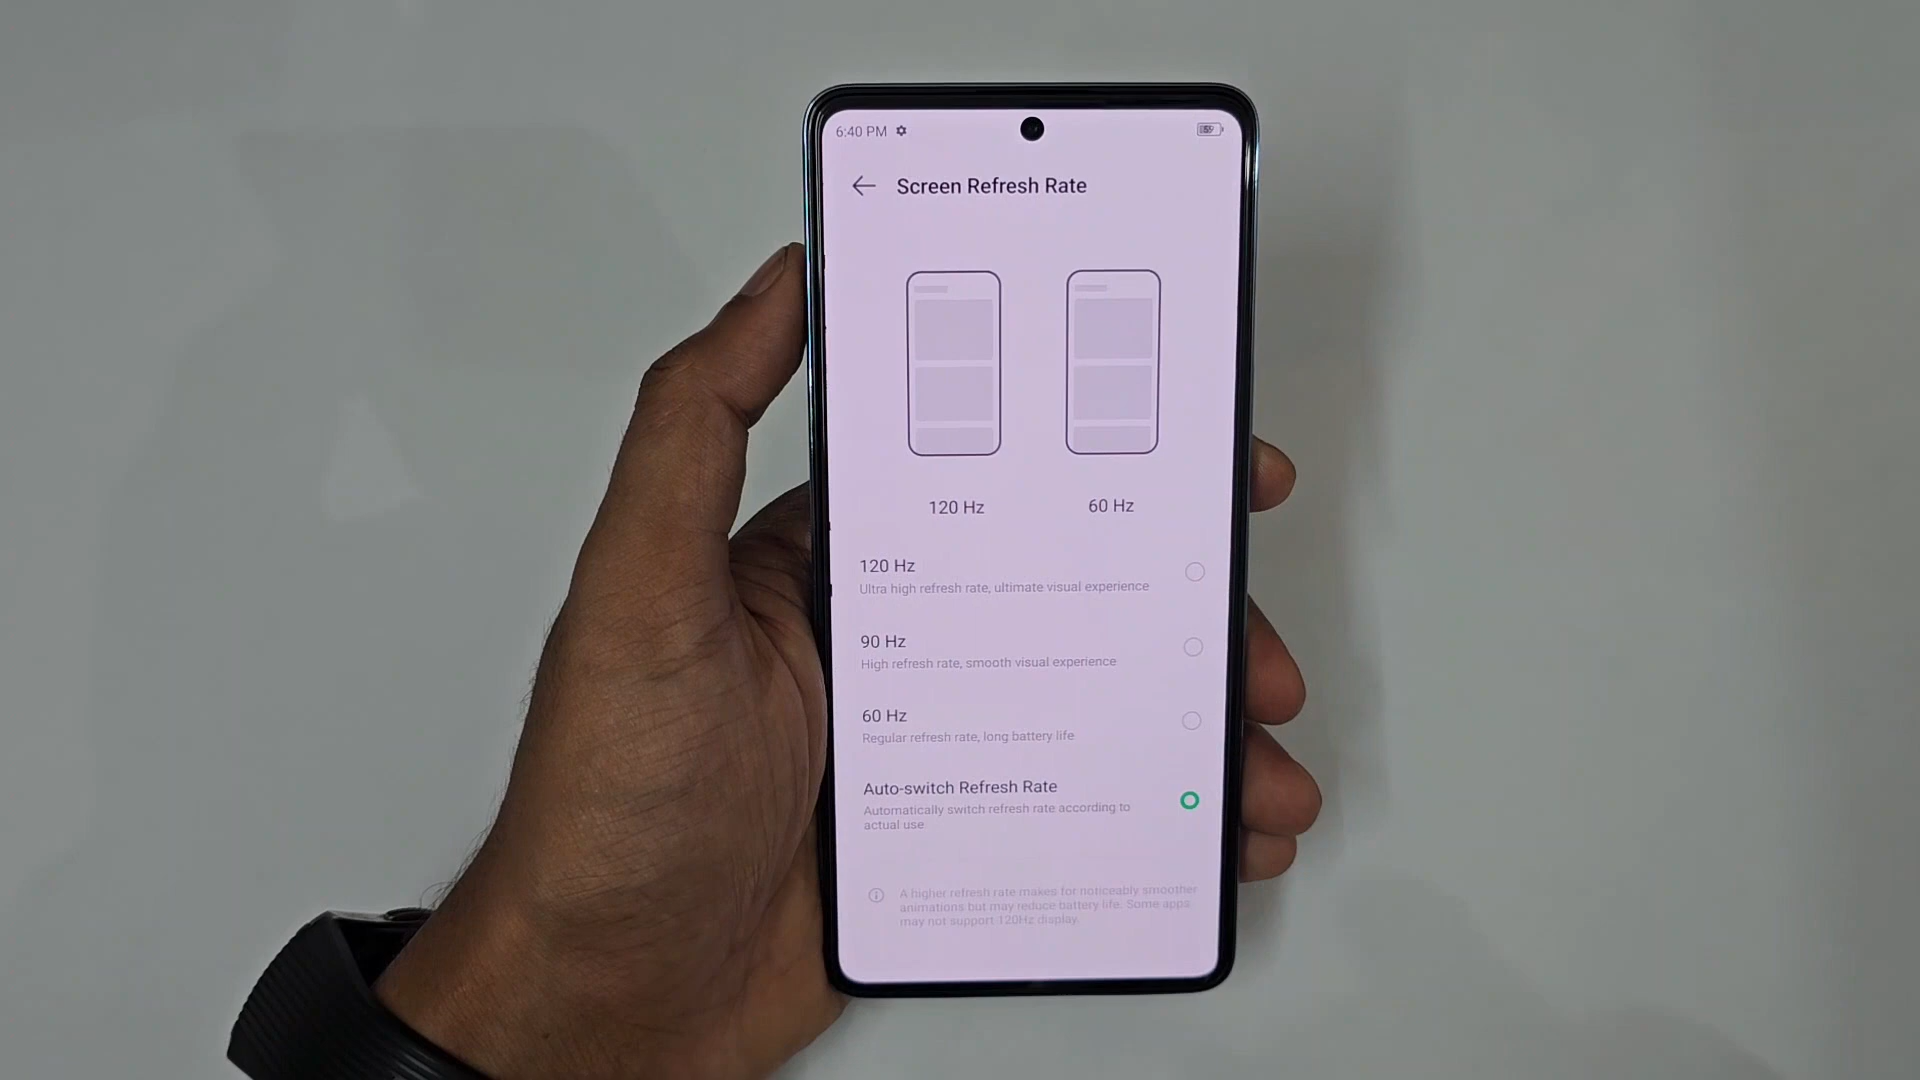 6:40 PM
Screen Refresh Rate
120 Hz
60 Hz
120 Hz
Ultra high refresh rate, ultimate visual experience
90 Hz
High refresh rate, smooth visual experience
60 Hz
Regular refresh rate, long battery life
Auto-switch Refresh Rate
Automatically switch refresh rate according to
actual use
A higher refresh rate makes for noticeably smoother
animations but may reduce battery life. Some apps
may not support 120Hz display.